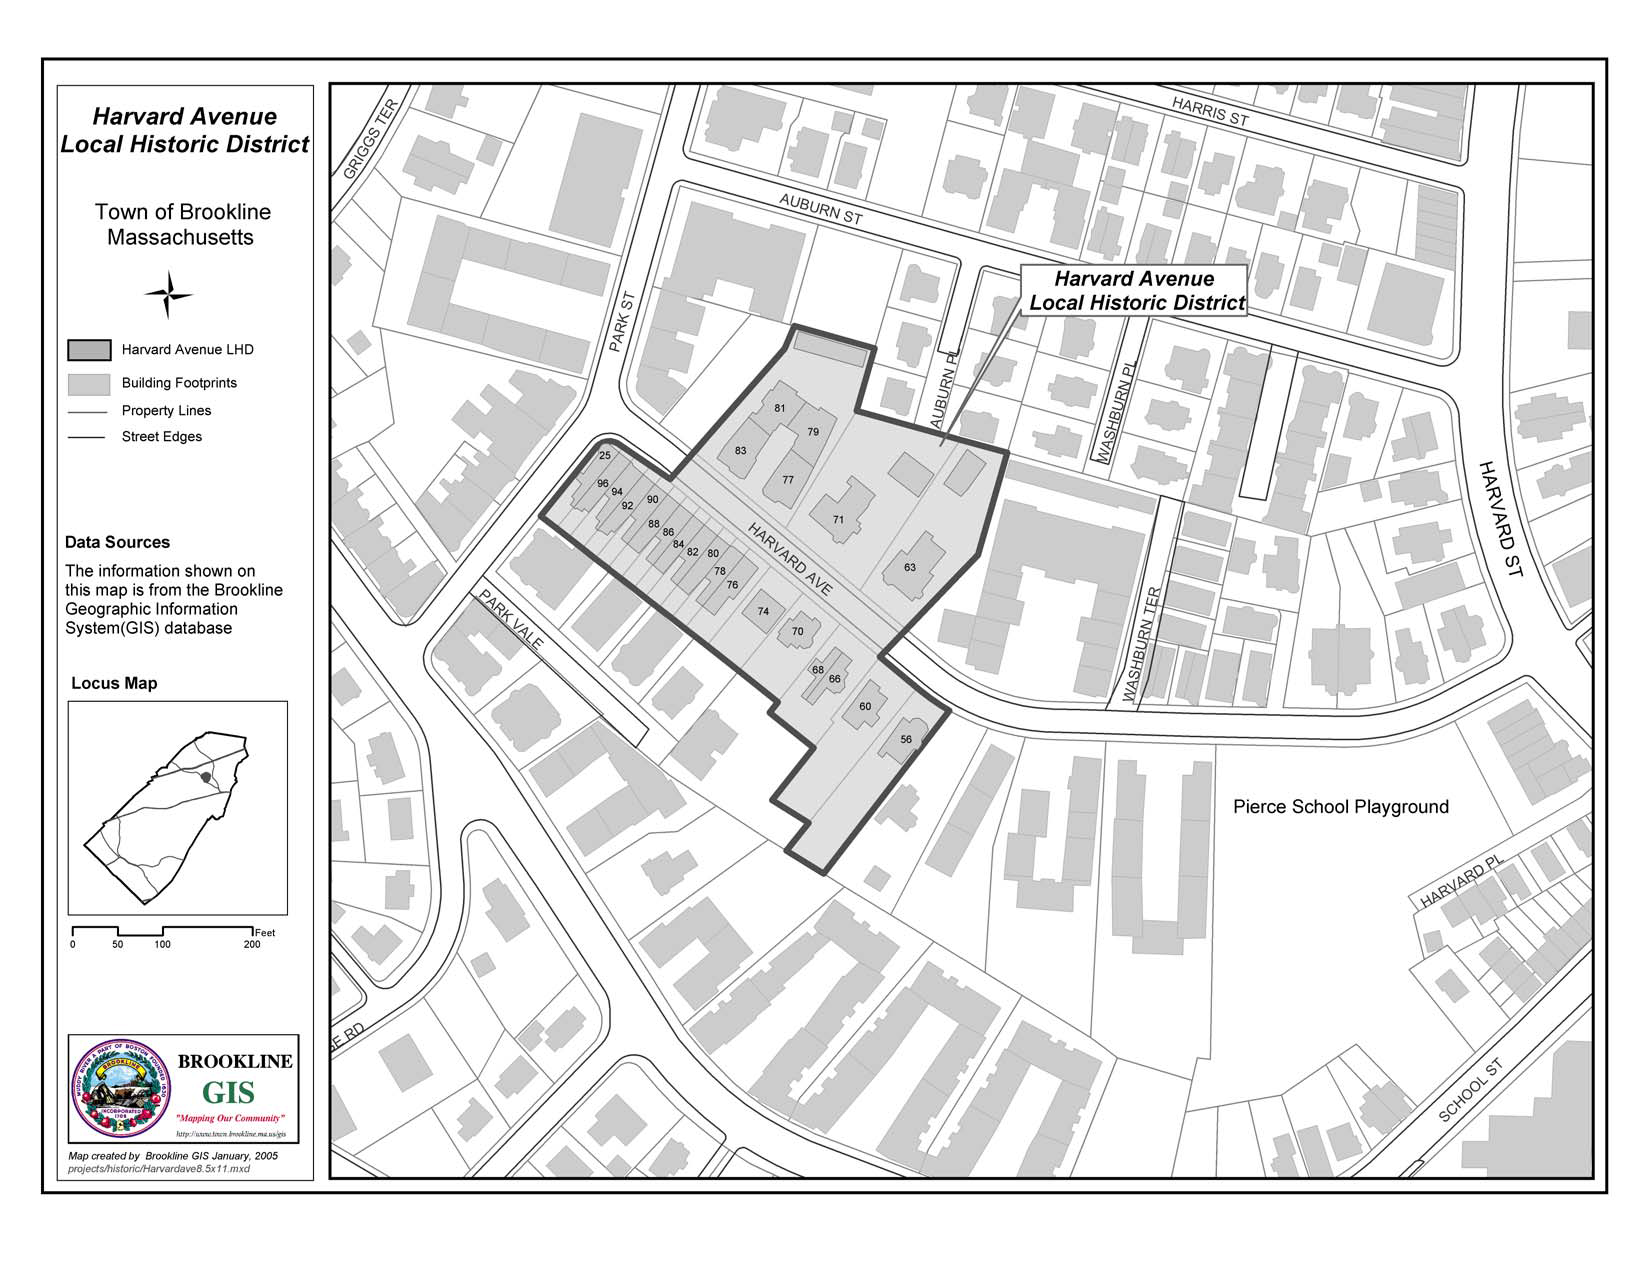 Harvard Avenue
Local Historic District
Town of Brookline
Massachusetts
Harvard Avenue LHD
Building Footprints
Property Lines
Street Edges
Data Sources
The information shown on
this map is from the Brookline
Geographic Information
System(GIS) database
Locus Map
0 50 100 200
Feet
MUDDY RIVER A PART OF BOSTON FOUNDED 1630
BROOKLINE
INCORPORATED
1705
BROOKLINE
GIS
"Mapping Our Community"
http://www.town.brookline.ma.us/gis
Map created by Brookline GIS January, 2005
projects/historic/Harvardave8.5x11.mxd
GRIGGS TER
HARRIS ST
AUBURN ST
PARK ST
Harvard Avenue
Local Historic District
AUBURN PL
WASHBURN PL
HARVARD ST
81
79
83
77
71
63
25
96
94
92
90
88
86
84
82
80
78
76
74
70
68
66
60
56
HARVARD AVE
PARK VALE
WASHBURN TER
Pierce School Playground
HARVARD PL
SCHOOL ST
RD